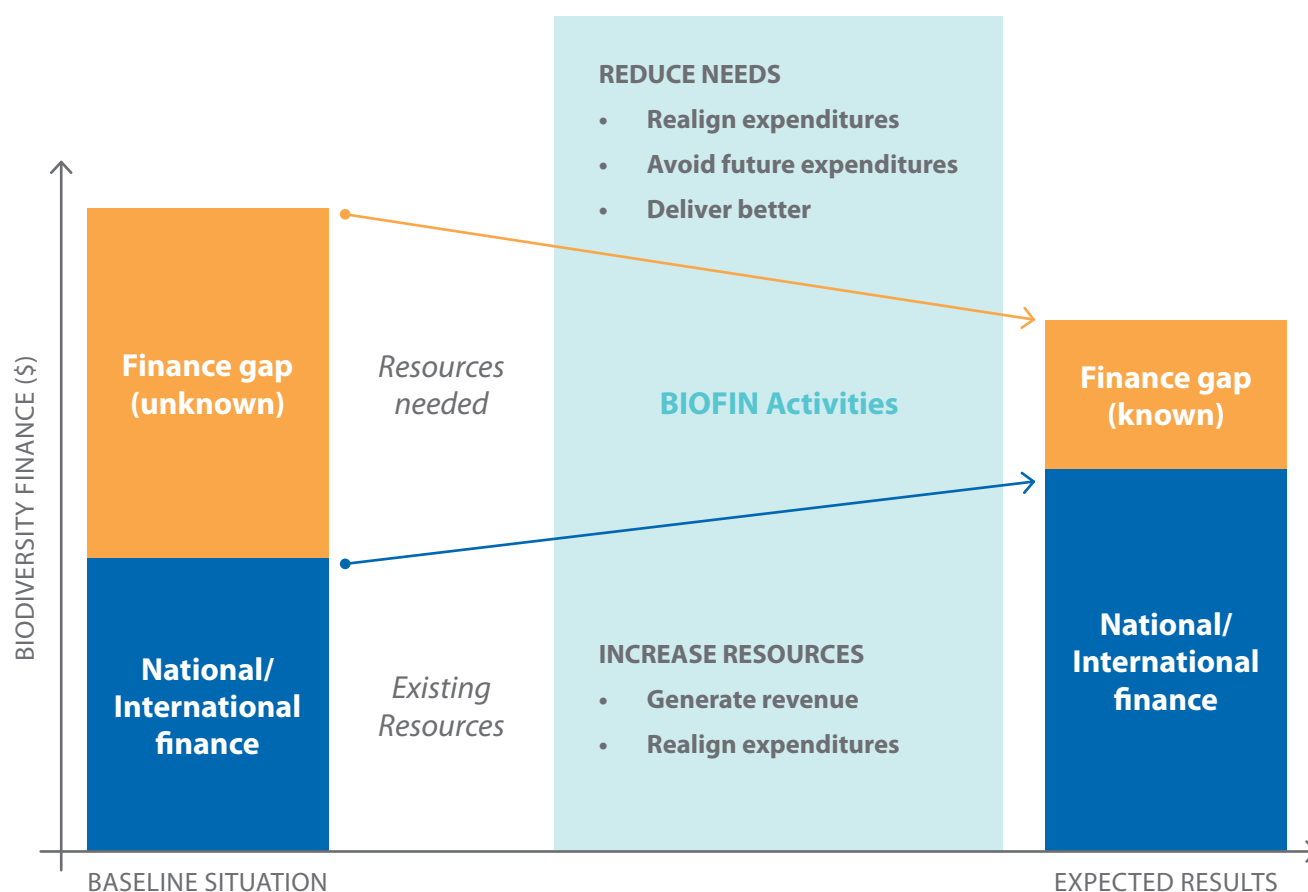 REDUCE NEEDS
• Realign expenditures
• Avoid future expenditures
• Deliver better
BIODIVERSITY FINANCE ($)
Finance gap
(unknown)
Resources
needed
BIOFIN Activities
Finance gap
(known)
National/
International
finance
Existing
Resources
INCREASE RESOURCES
• Generate revenue
• Realign expenditures
National/
International
finance
BASELINE SITUATION
EXPECTED RESULTS